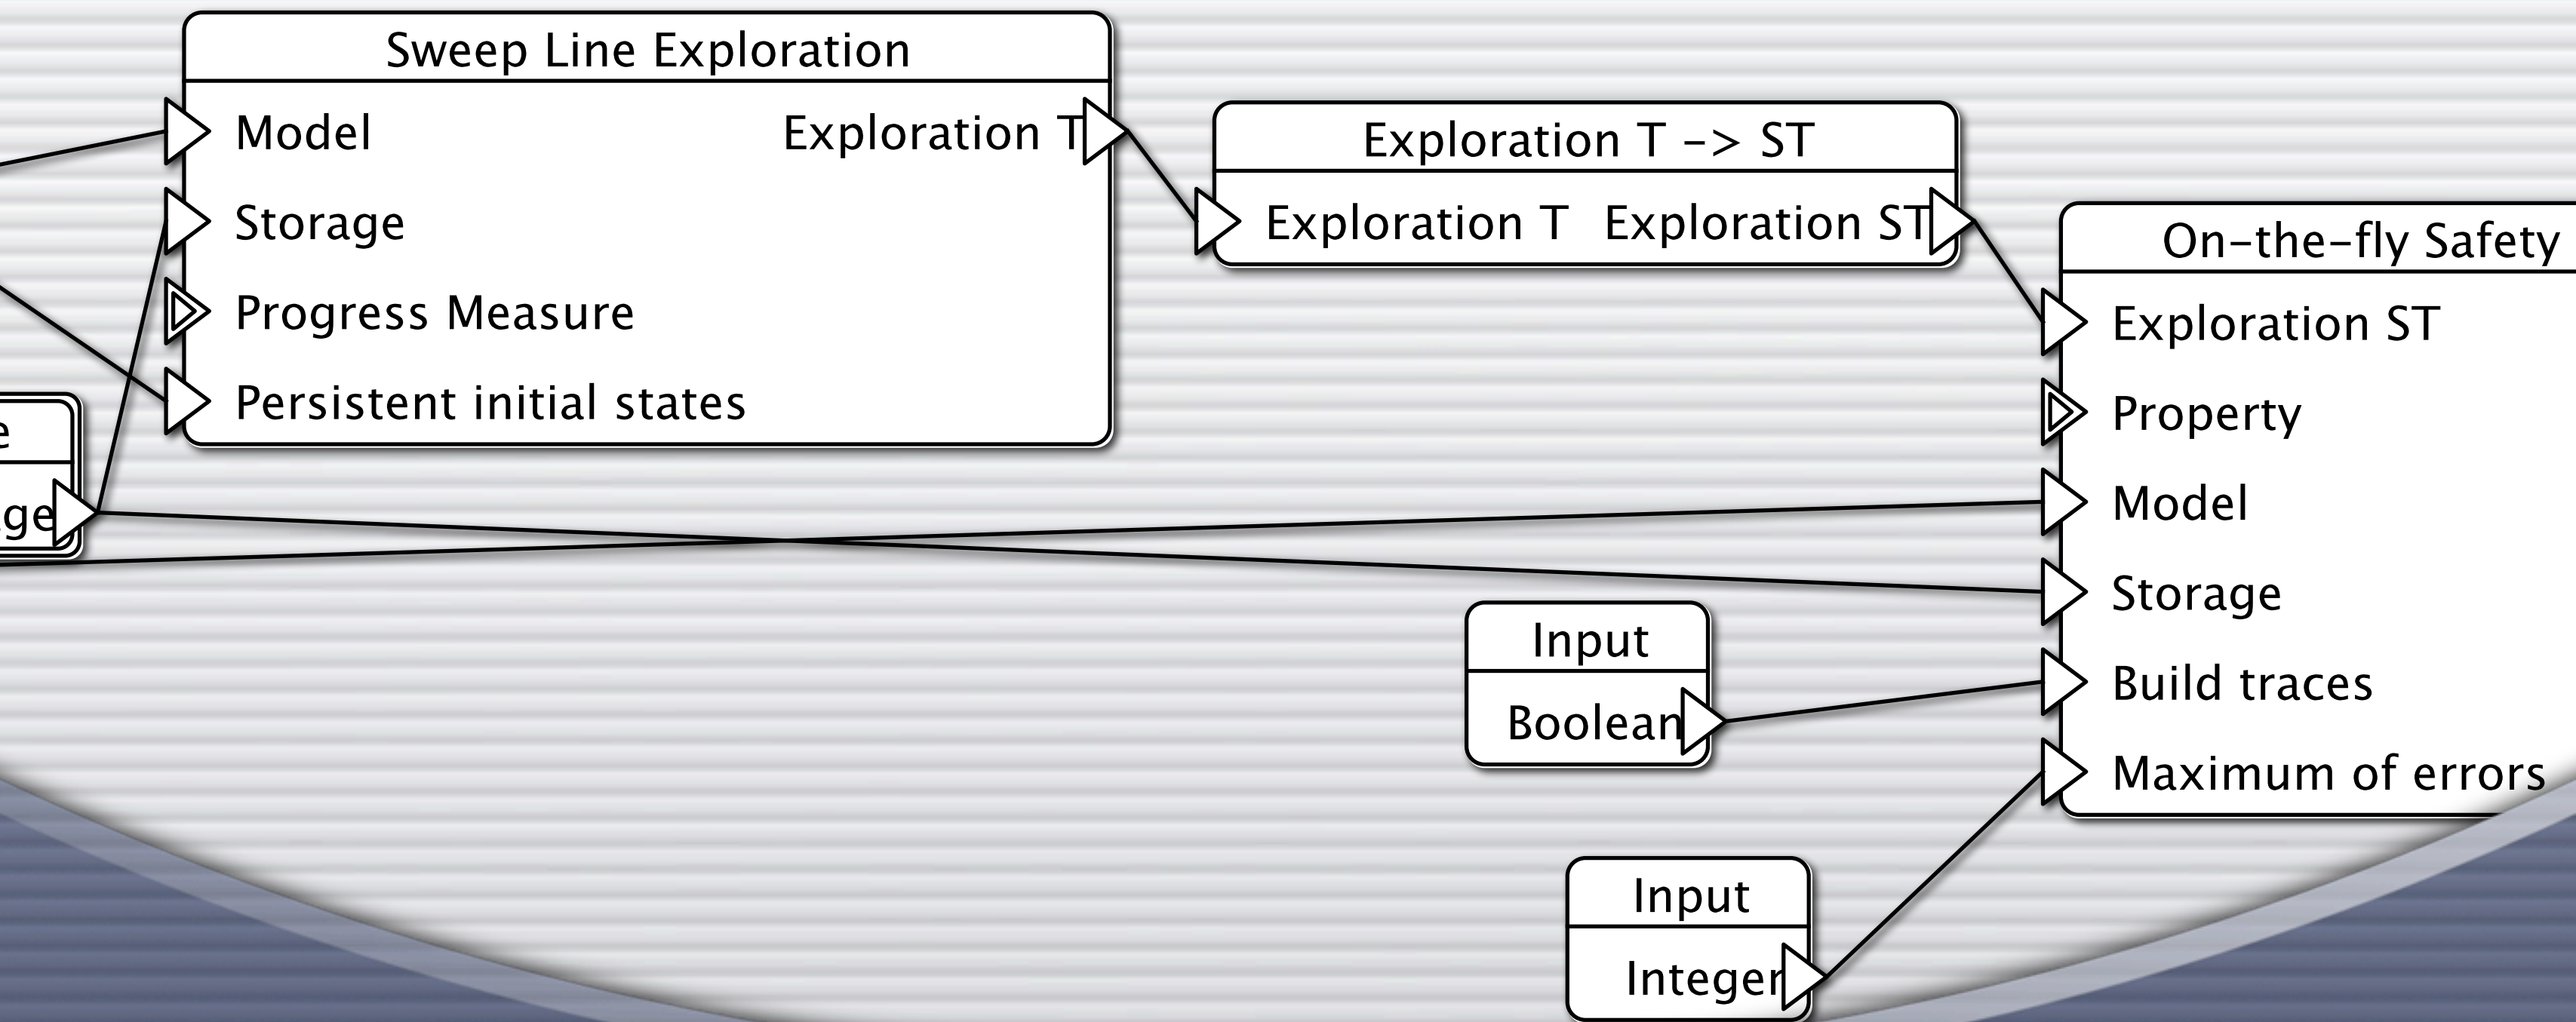 Sweep Line Exploration
Model Exploration T
Storage
Progress Measure
Persistent initial states
Exploration T -> ST
Exploration T Exploration ST
On-the-fly Safety
Exploration ST
Property
Model
Storage
Build traces
Maximum of errors
Input
Boolean
Input
Integer